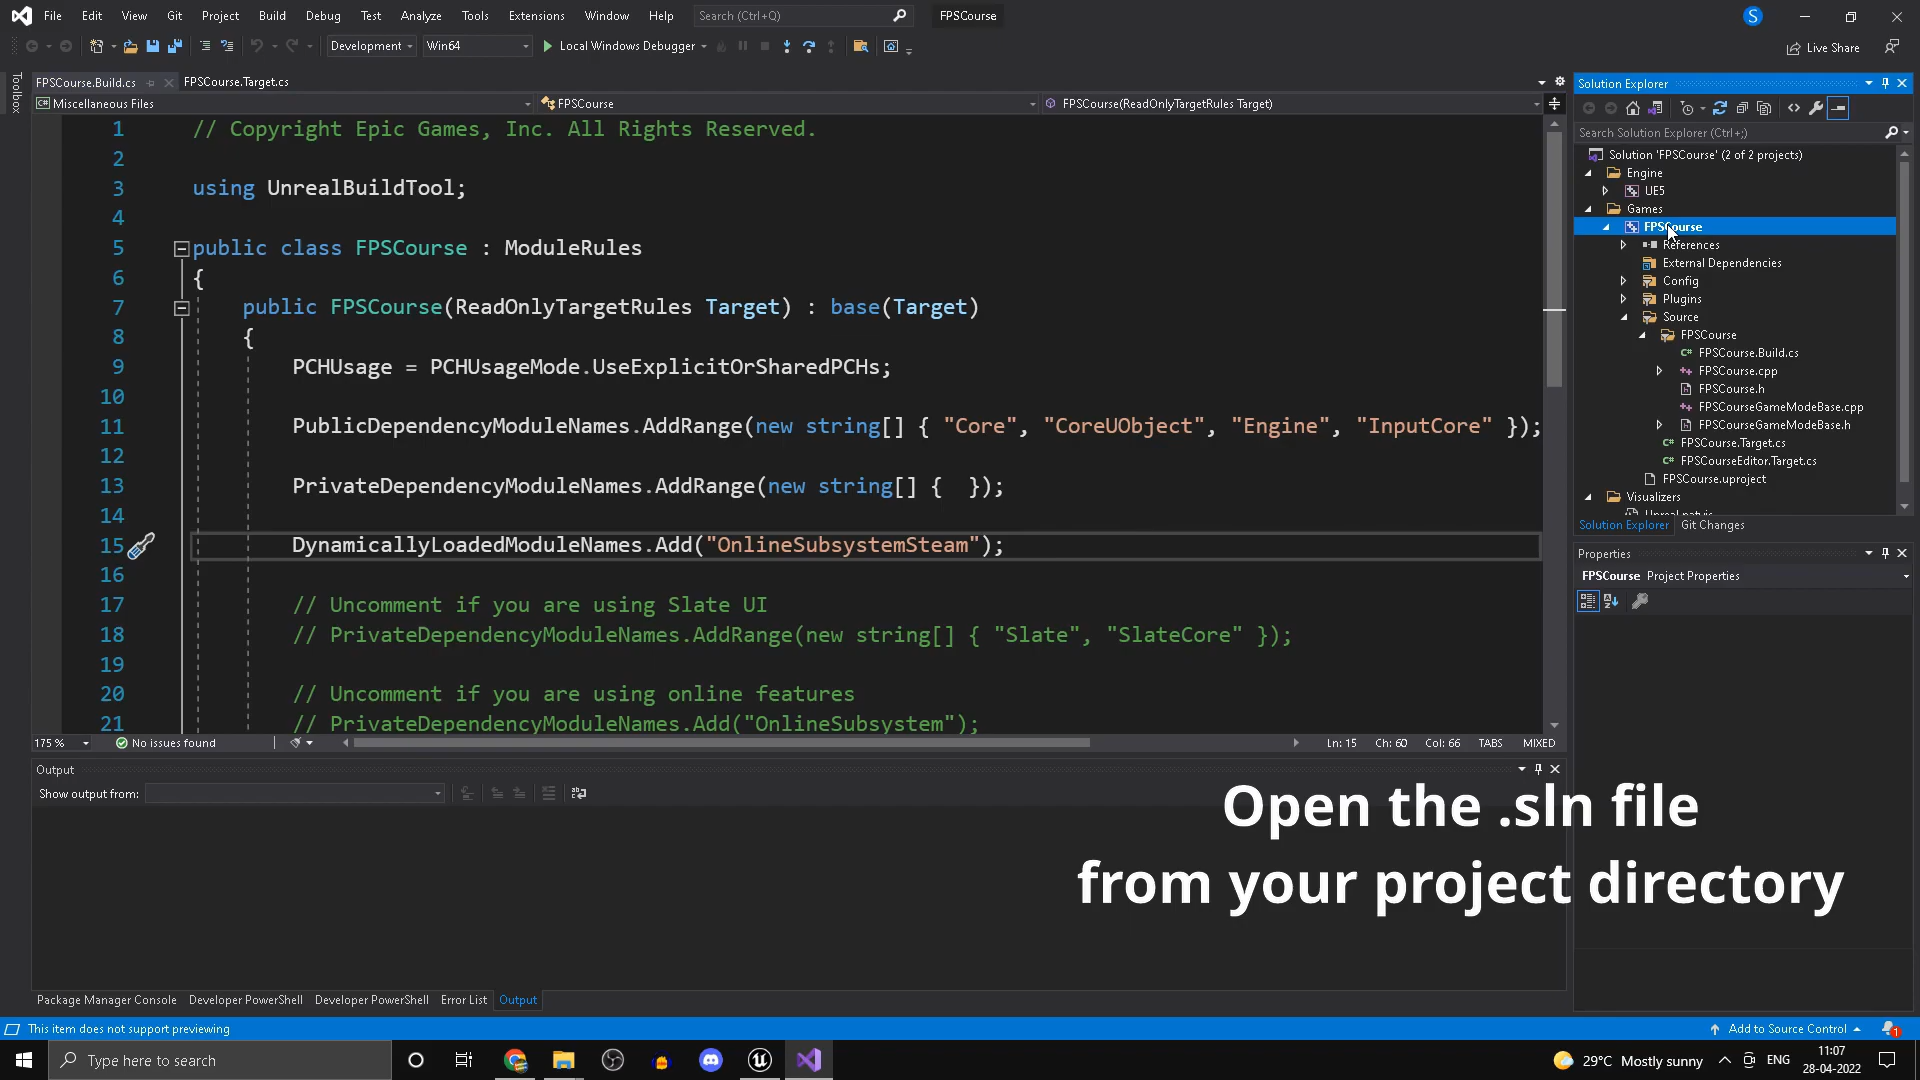 File Edit View Git Project Build Debug Test Analyze Tools Extensions Window Help Search (Ctrl+Q) FPSCourse S
Development Win64 Local Windows Debugger Live Share
Toolbox
FPSCourse.Build.cs FPSCourse.Target.cs
Miscellaneous Files FPSCourse FPSCourse(ReadOnlyTargetRules Target)
1 // Copyright Epic Games, Inc. All Rights Reserved.
2
3 using UnrealBuildTool;
4
5 public class FPSCourse : ModuleRules
6 {
7 public FPSCourse(ReadOnlyTargetRules Target) : base(Target)
8 {
9 PCHUsage = PCHUsageMode.UseExplicitOrSharedPCHs;
10
11 PublicDependencyModuleNames.AddRange(new string[] { "Core", "CoreUObject", "Engine", "InputCore" });
12
13 PrivateDependencyModuleNames.AddRange(new string[] {  });
14
15 DynamicallyLoadedModuleNames.Add("OnlineSubsystemSteam");
16
17 // Uncomment if you are using Slate UI
18 // PrivateDependencyModuleNames.AddRange(new string[] { "Slate", "SlateCore" });
19
20 // Uncomment if you are using online features
21 // PrivateDependencyModuleNames.Add("OnlineSubsystem");
175 % No issues found Ln: 15 Ch: 60 Col: 66 TABS MIXED
Solution Explorer
Search Solution Explorer (Ctrl+;)
Solution 'FPSCourse' (2 of 2 projects)
Engine
UE5
Games
FPSCourse
References
External Dependencies
Config
Plugins
Source
FPSCourse
FPSCourse.Build.cs
FPSCourse.cpp
FPSCourse.h
FPSCourseGameModeBase.cpp
FPSCourseGameModeBase.h
FPSCourse.Target.cs
FPSCourseEditor.Target.cs
FPSCourse.uproject
Visualizers
Unreal.natvis
Solution Explorer Git Changes
Properties
FPSCourse Project Properties
Output
Show output from:
Open the .sln file
from your project directory
Package Manager Console Developer PowerShell Developer PowerShell Error List Output
This item does not support previewing Add to Source Control 1
Type here to search 29°C Mostly sunny ENG 11:07
28-04-2022